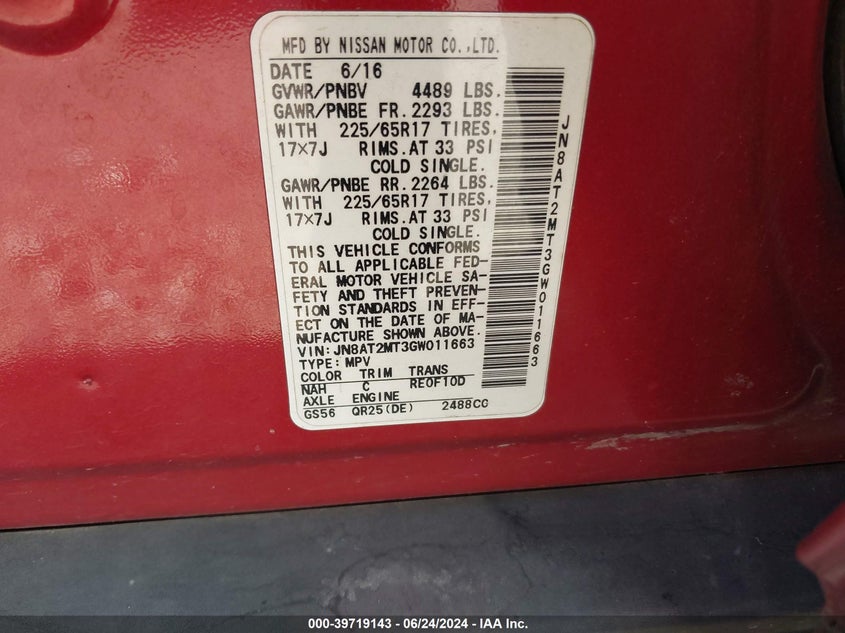 MFD BY NISSAN MOTOR CO.,LTD.
DATE 6/16
GVWR/PNBV 4489 LBS.
GAWR/PNBE FR. 2293 LBS.
WITH 225/65R17 TIRES,
17×7J RIMS.AT 33 PSI
COLD SINGLE.
GAWR/PNBE RR. 2264 LBS.
WITH 225/65R17 TIRES,
17×7J RIMS.AT 33 PSI
COLD SINGLE.
THIS VEHICLE CONFORMS
TO ALL APPLICABLE FED-
ERAL MOTOR VEHICLE SA-
FETY AND THEFT PREVEN-
TION STANDARDS IN EFF-
ECT ON THE DATE OF MA-
NUFACTURE SHOWN ABOVE.
VIN:JN8AT2MT3GW011663
TYPE:MPV
COLOR TRIM TRANS
NAH C RE0F10D
AXLE ENGINE
GS56 QR25(DE) 2488CC
JN8AT2MT3GW011663
000-39719143 - 06/24/2024 - IAA Inc.